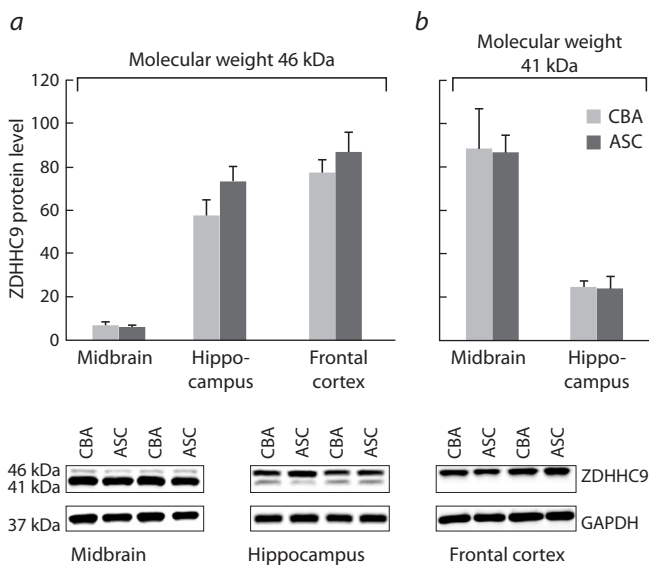 a
b
Molecular weight 46 kDa
Molecular weight
41 kDa
ZDHHC9 protein level
120
100
80
60
40
20
0
CBA
ASC
Midbrain
Hippo-
campus
Frontal
cortex
Midbrain
Hippo-
campus
CBA ASC CBA ASC
CBA ASC CBA ASC
CBA ASC CBA ASC
46 kDa
41 kDa
ZDHHC9
37 kDa
GAPDH
Midbrain
Hippocampus
Frontal cortex